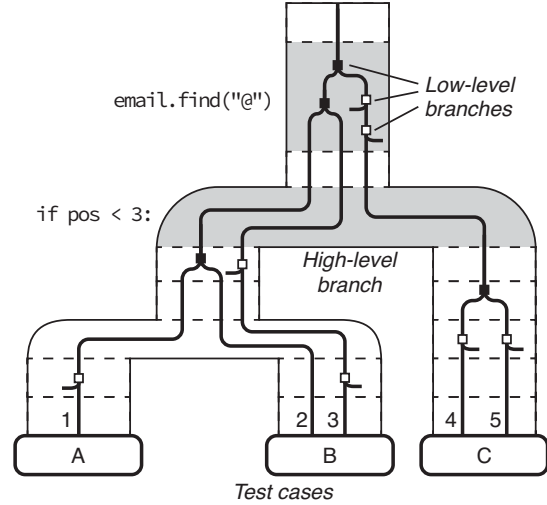 email.find("@")
Low-level
branches
if pos < 3:
High-level
branch
1
2
3
4
5
A
B
C
Test cases